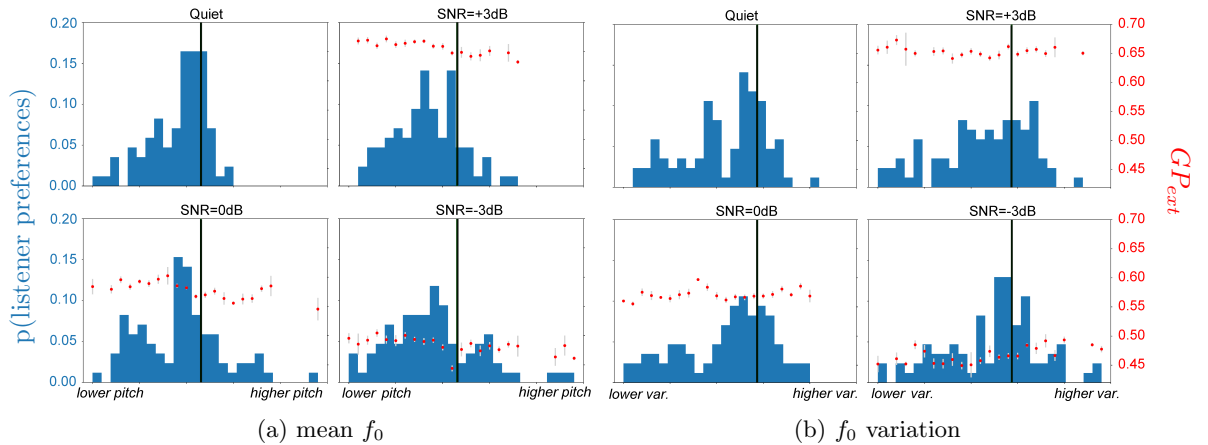 Quiet
SNR=+3dB
Quiet
SNR=+3dB
0.20
0.15
0.10
0.05
0.00
0.70
0.65
0.60
0.55
0.50
0.45
p(listener preferences)
GP_ext
SNR=0dB
SNR=-3dB
SNR=0dB
SNR=-3dB
0.20
0.15
0.10
0.05
0.00
0.70
0.65
0.60
0.55
0.50
0.45
lower pitch
higher pitch
lower pitch
higher pitch
lower var.
higher var.
lower var.
higher var.
(a) mean f₀
(b) f₀ variation